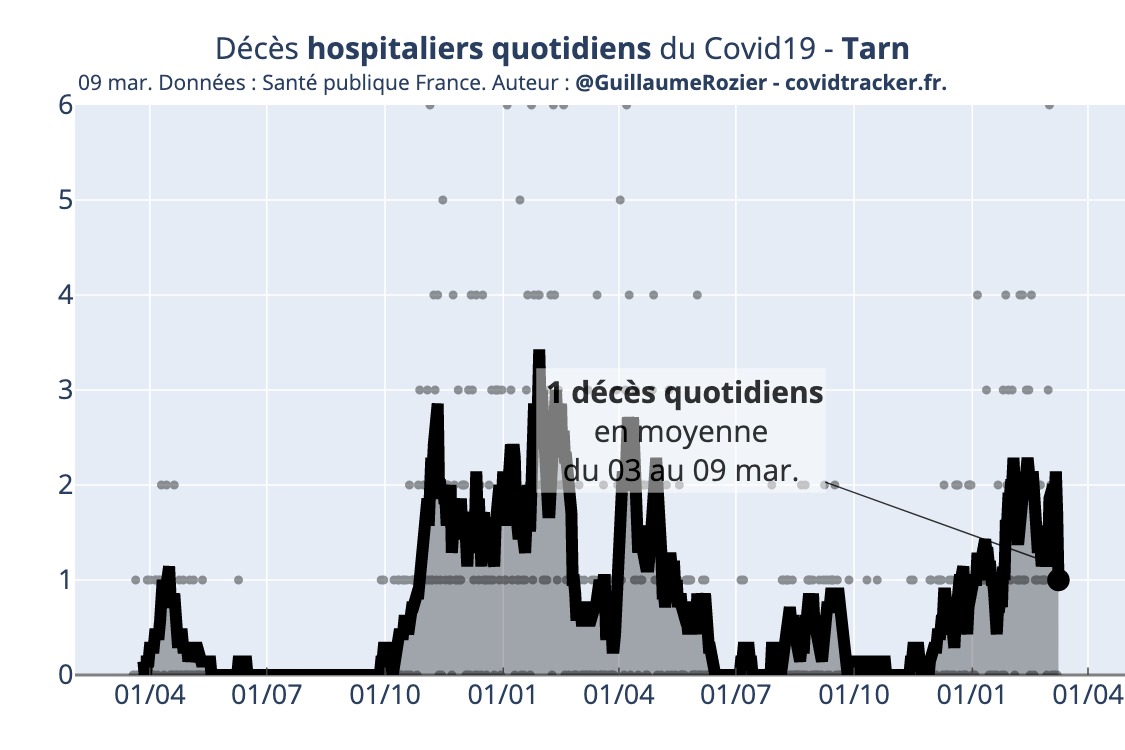 Décès hospitaliers quotidiens du Covid19 - Tarn
09 mar. Données : Santé publique France. Auteur : @GuillaumeRozier - covidtracker.fr.
6
5
4
3
2
1
0
1 décès quotidiens
en moyenne
du 03 au 09 mar.
01/04 01/07 01/10 01/01 01/04 01/07 01/10 01/01 01/04